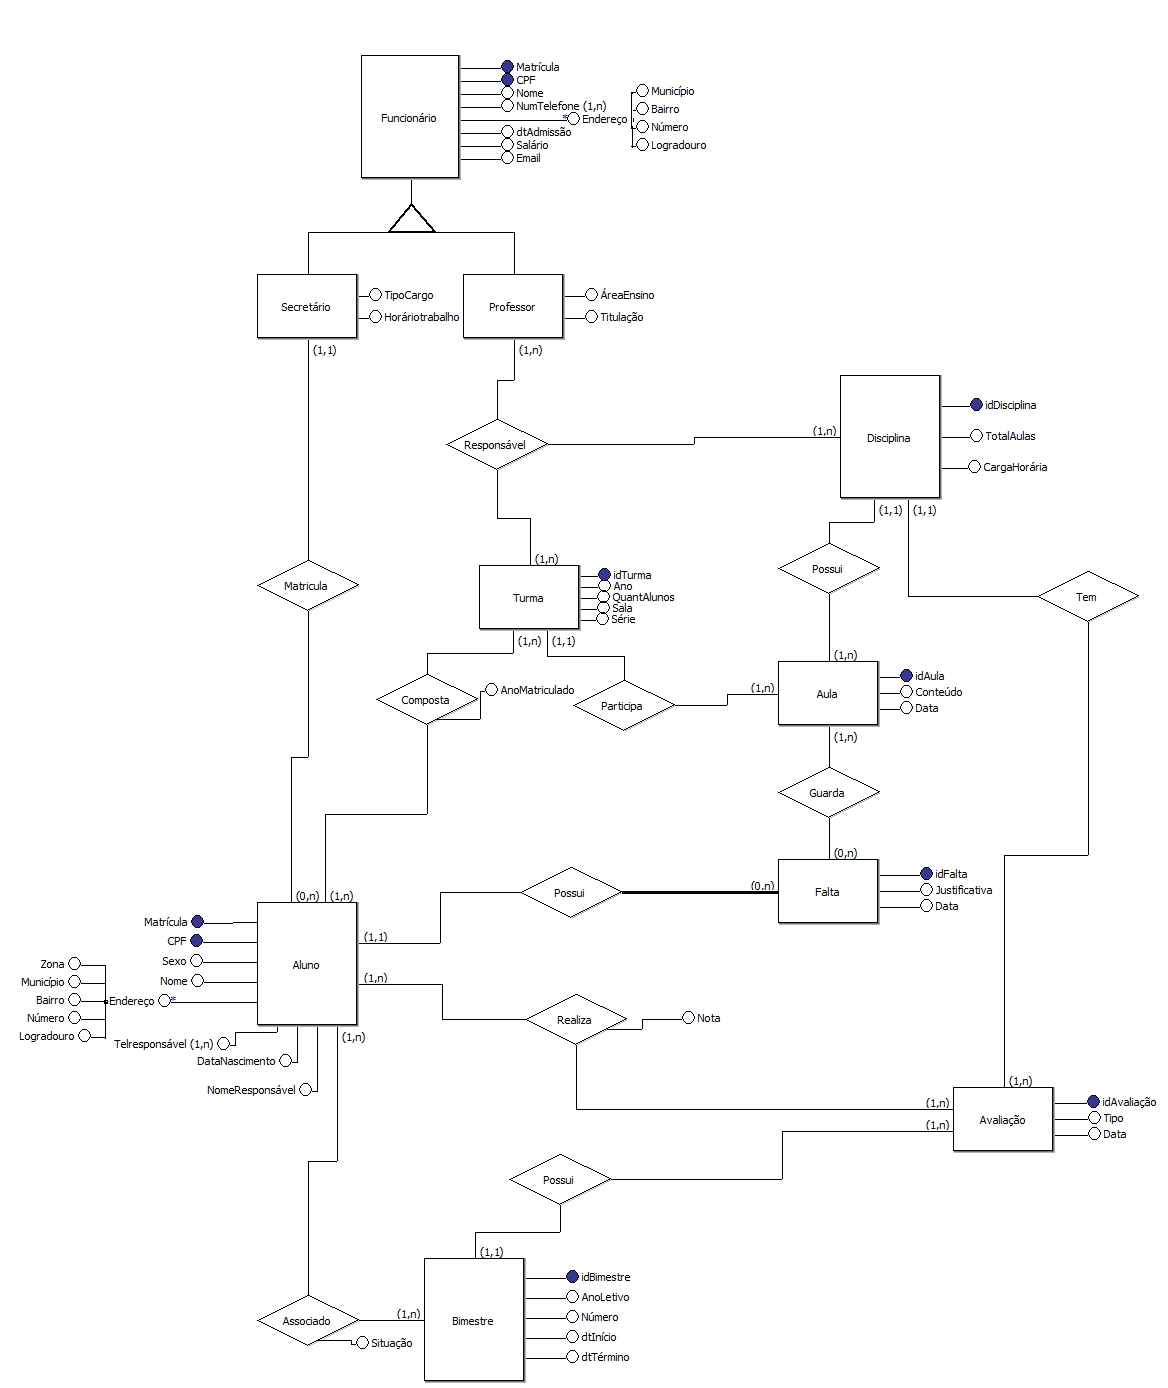 Funcionário
Matrícula
CPF
Nome
NumTelefone (1,n)
* Endereço
Município
Bairro
Número
Logradouro
dtAdmissão
Salário
Email
Secretário
TipoCargo
Horáriotrabalho
Professor
ÁreaEnsino
Titulação
(1,1)
(1,n)
Responsável
(1,n)
Disciplina
idDisciplina
TotalAulas
CargaHorária
(1,1)
(1,1)
(1,n)
Matricula
Possui
Tem
Turma
idTurma
Ano
QuantAlunos
Sala
Série
(1,n)
(1,1)
(1,n)
Composta
AnoMatriculado
Participa
(1,n)
Aula
idAula
Conteúdo
Data
(1,n)
Guarda
(0,n)
Possui
(0,n)
Falta
idFalta
Justificativa
Data
(0,n)
(1,n)
Aluno
Matrícula
CPF
Sexo
Nome
Endereço *
Zona
Município
Bairro
Número
Logradouro
Telresponsável (1,n)
DataNascimento
NomeResponsável
(1,1)
(1,n)
(1,n)
Realiza
Nota
(1,n)
(1,n)
(1,n)
Avaliação
idAvaliação
Tipo
Data
Possui
(1,1)
Associado
Situação
(1,n)
Bimestre
idBimestre
AnoLetivo
Número
dtInício
dtTérmino